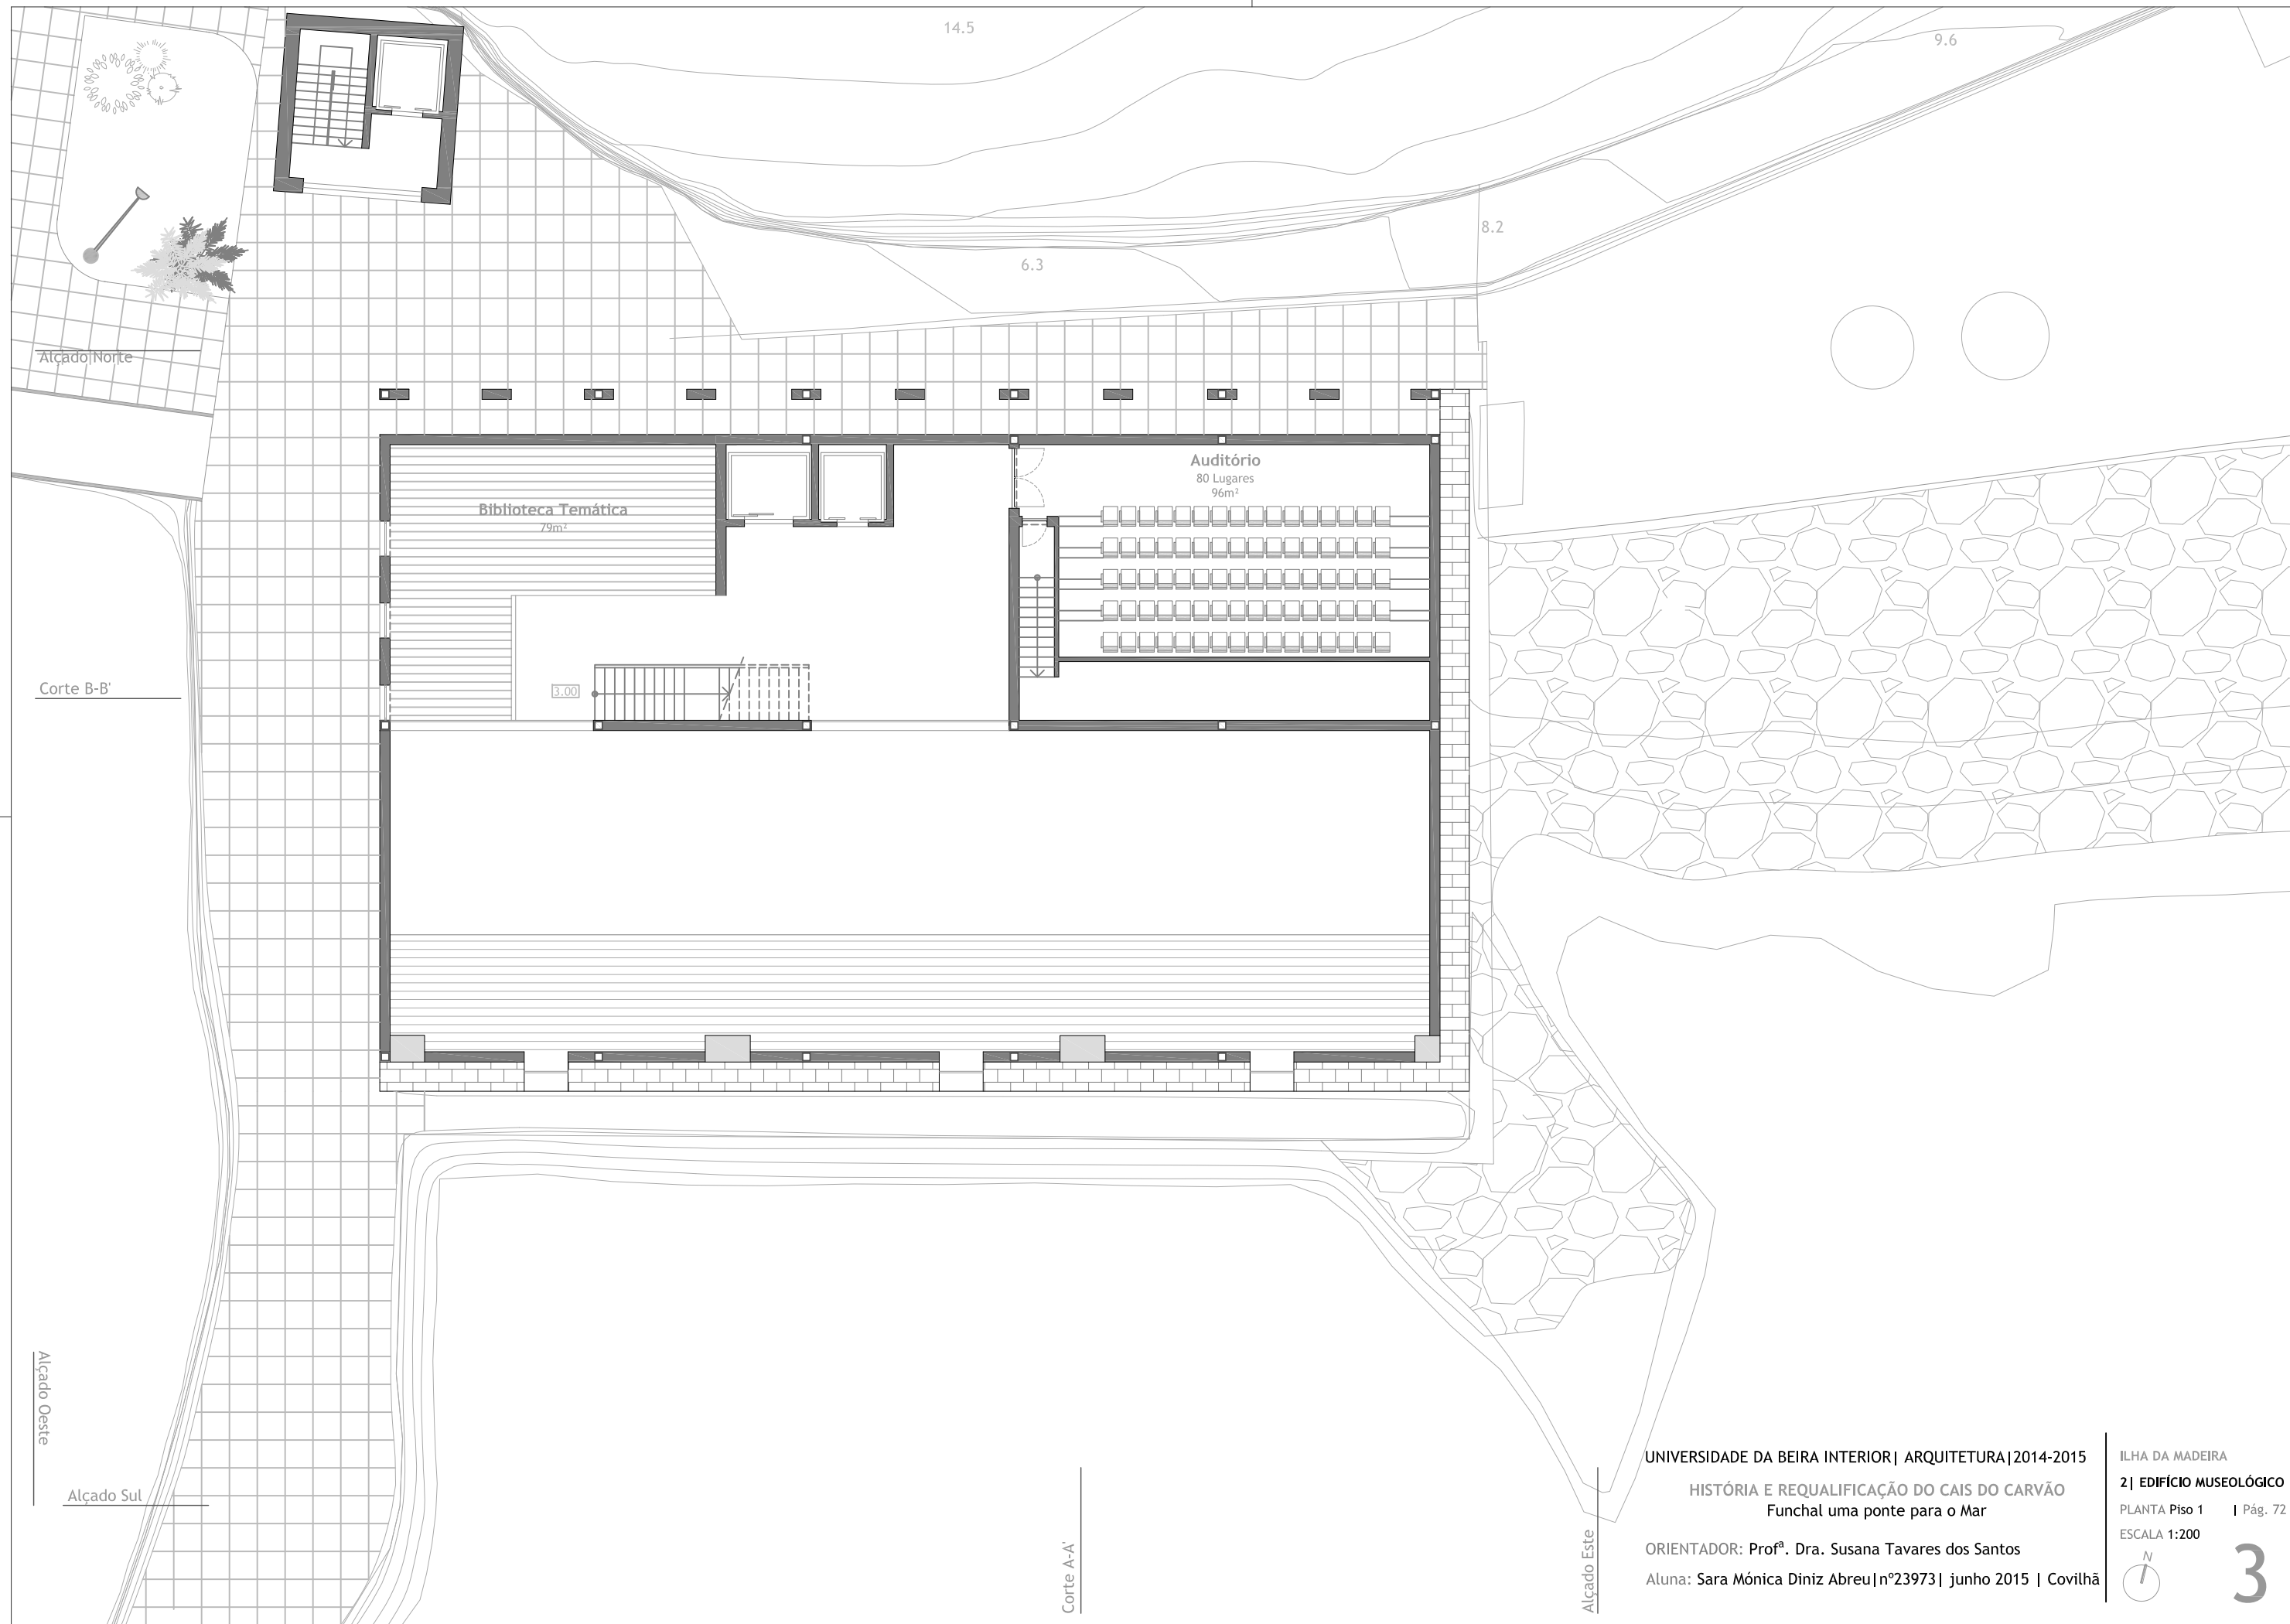 14.5
9.6
8.2
6.3
Alçado Norte
Auditório
80 Lugares
96m²
Biblioteca Temática
79m²
Corte B-B'
3.00
Alçado Oeste
Alçado Sul
Corte A-A'
Alçado Este
UNIVERSIDADE DA BEIRA INTERIOR| ARQUITETURA|2014-2015
HISTÓRIA E REQUALIFICAÇÃO DO CAIS DO CARVÃO
Funchal uma ponte para o Mar
ORIENTADOR: Profª. Dra. Susana Tavares dos Santos
Aluna: Sara Mónica Diniz Abreu|nº23973| junho 2015 | Covilhã
ILHA DA MADEIRA
2| EDIFÍCIO MUSEOLÓGICO
PLANTA Piso 1 | Pág. 72
ESCALA 1:200
N
3